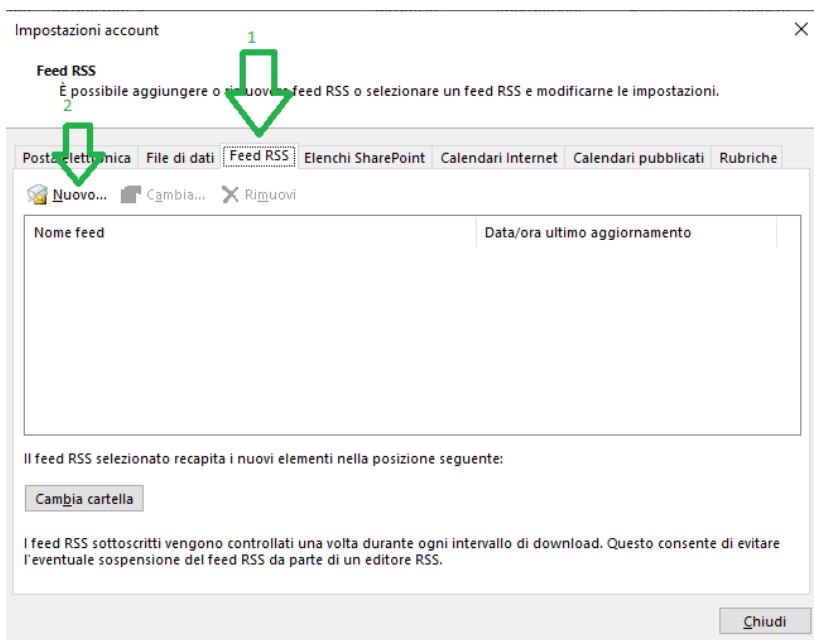 Impostazioni account
1
Feed RSS
È possibile aggiungere o rimuovere feed RSS o selezionare un feed RSS e modificarne le impostazioni.
2
Posta elettronica File di dati Feed RSS Elenchi SharePoint Calendari Internet Calendari pubblicati Rubriche
Nuovo... Cambia... Rimuovi
Nome feed Data/ora ultimo aggiornamento
Il feed RSS selezionato recapita i nuovi elementi nella posizione seguente:
Cambia cartella
I feed RSS sottoscritti vengono controllati una volta durante ogni intervallo di download. Questo consente di evitare
l'eventuale sospensione del feed RSS da parte di un editore RSS.
Chiudi